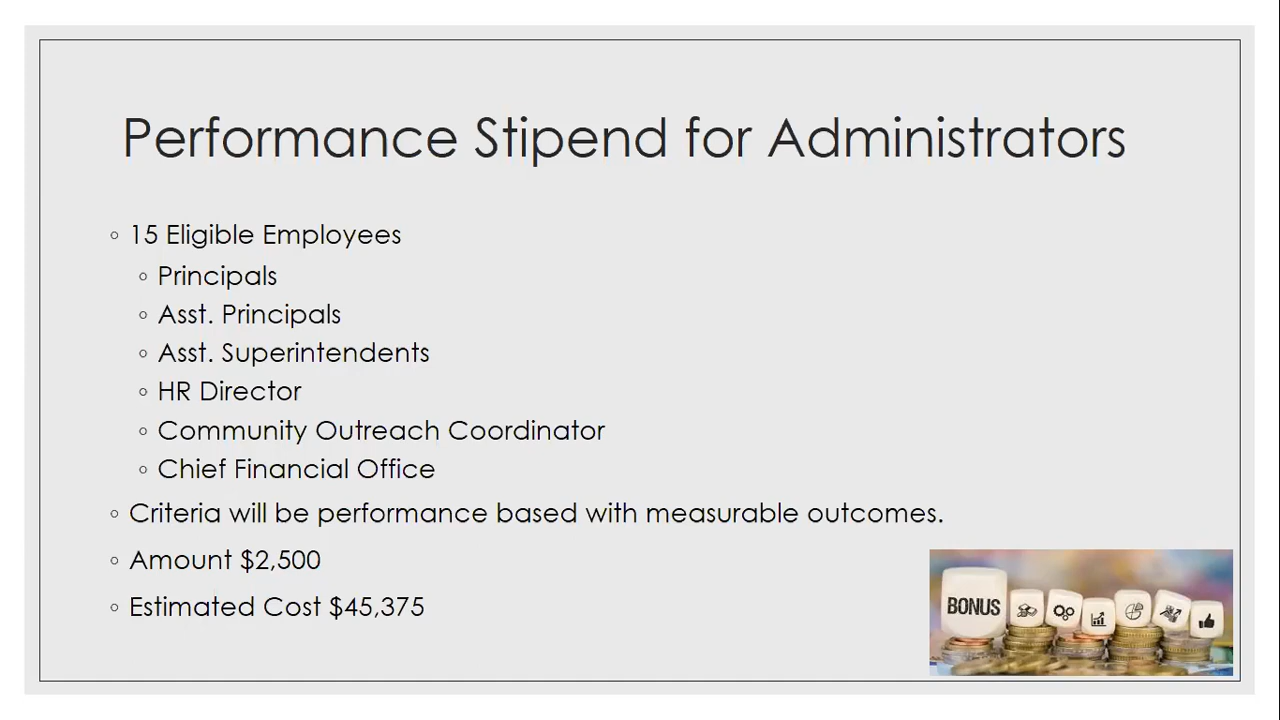 Performance Stipend for Administrators
◦ 15 Eligible Employees
◦ Principals
◦ Asst. Principals
◦ Asst. Superintendents
◦ HR Director
◦ Community Outreach Coordinator
◦ Chief Financial Office
◦ Criteria will be performance based with measurable outcomes.
◦ Amount $2,500
◦ Estimated Cost $45,375
BONUS